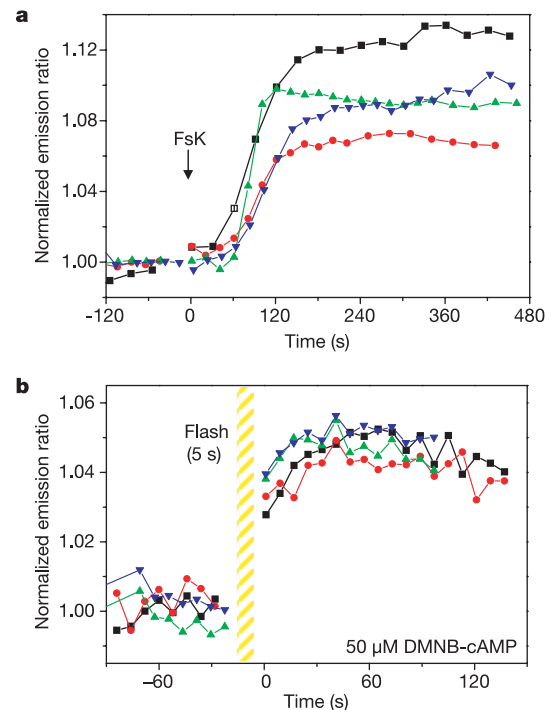 a
Normalized emission ratio
1.12
1.08
1.04
1.00
FsK
-120
0
120
240
360
480
Time (s)
b
Normalized emission ratio
1.06
1.04
1.02
1.00
Flash
(5 s)
50 µM DMNB-cAMP
−60
0
60
120
Time (s)